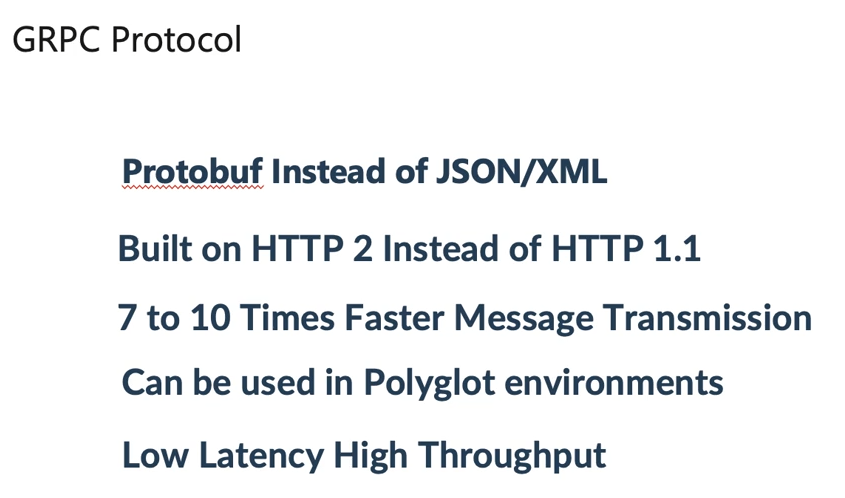 GRPC Protocol
Protobuf Instead of JSON/XML
Built on HTTP 2 Instead of HTTP 1.1
7 to 10 Times Faster Message Transmission
Can be used in Polyglot environments
Low Latency High Throughput